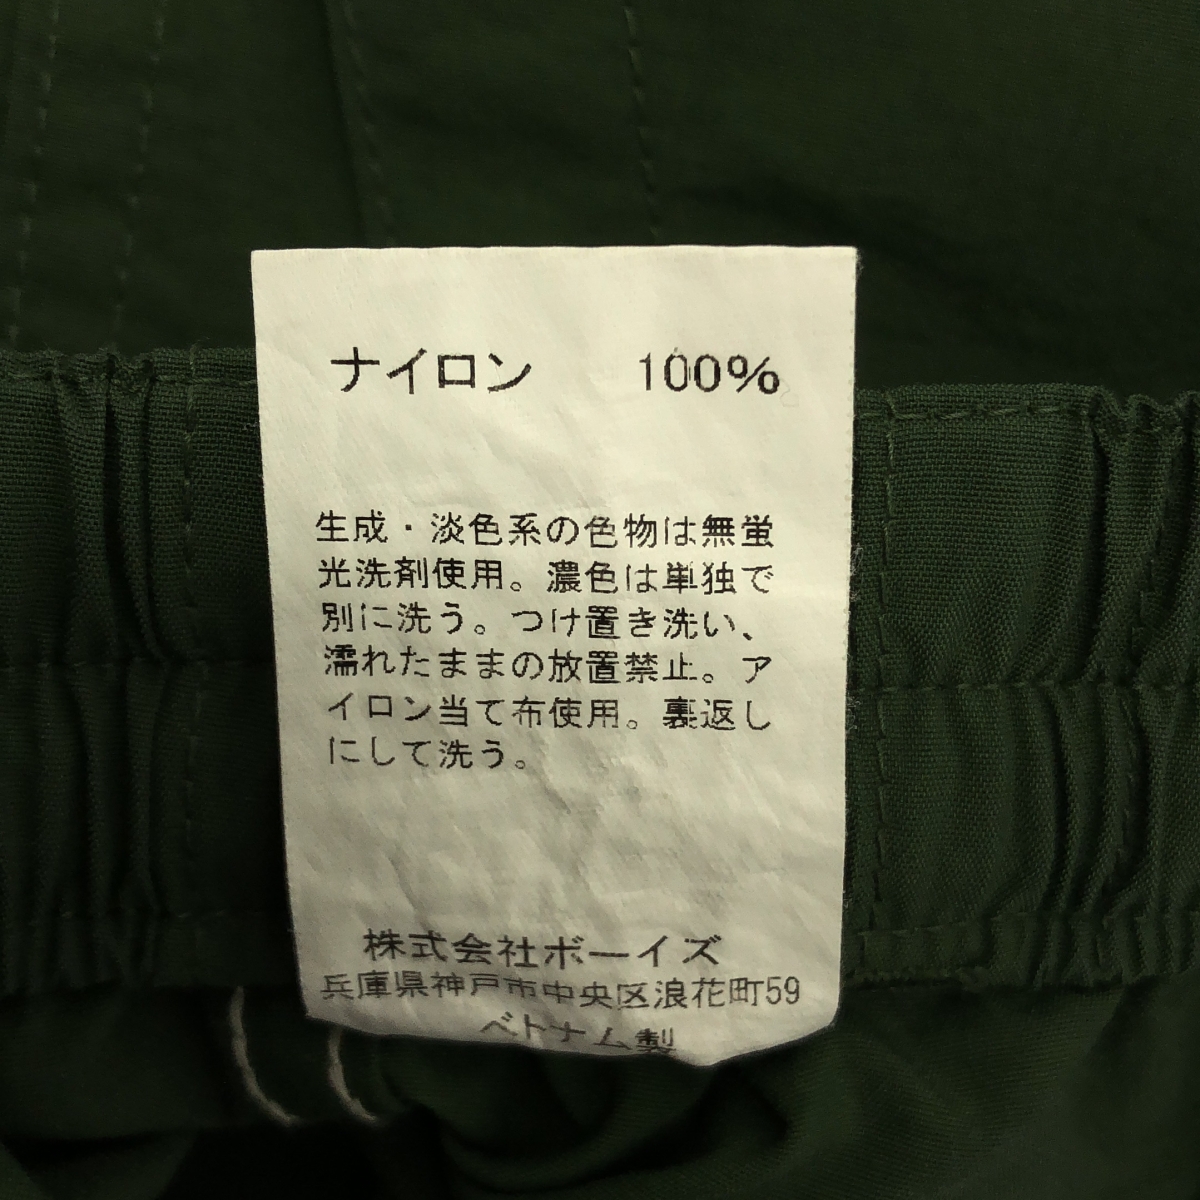 ナイロン 100%
生成・淡色系の色物は無蛍
光洗剤使用。濃色は単独で
別に洗う。つけ置き洗い、
濡れたままの放置禁止。ア
イロン当て布使用。裏返し
にして洗う。
株式会社ボーイズ
兵庫県神戸市中央区浪花町59
ベトナム製